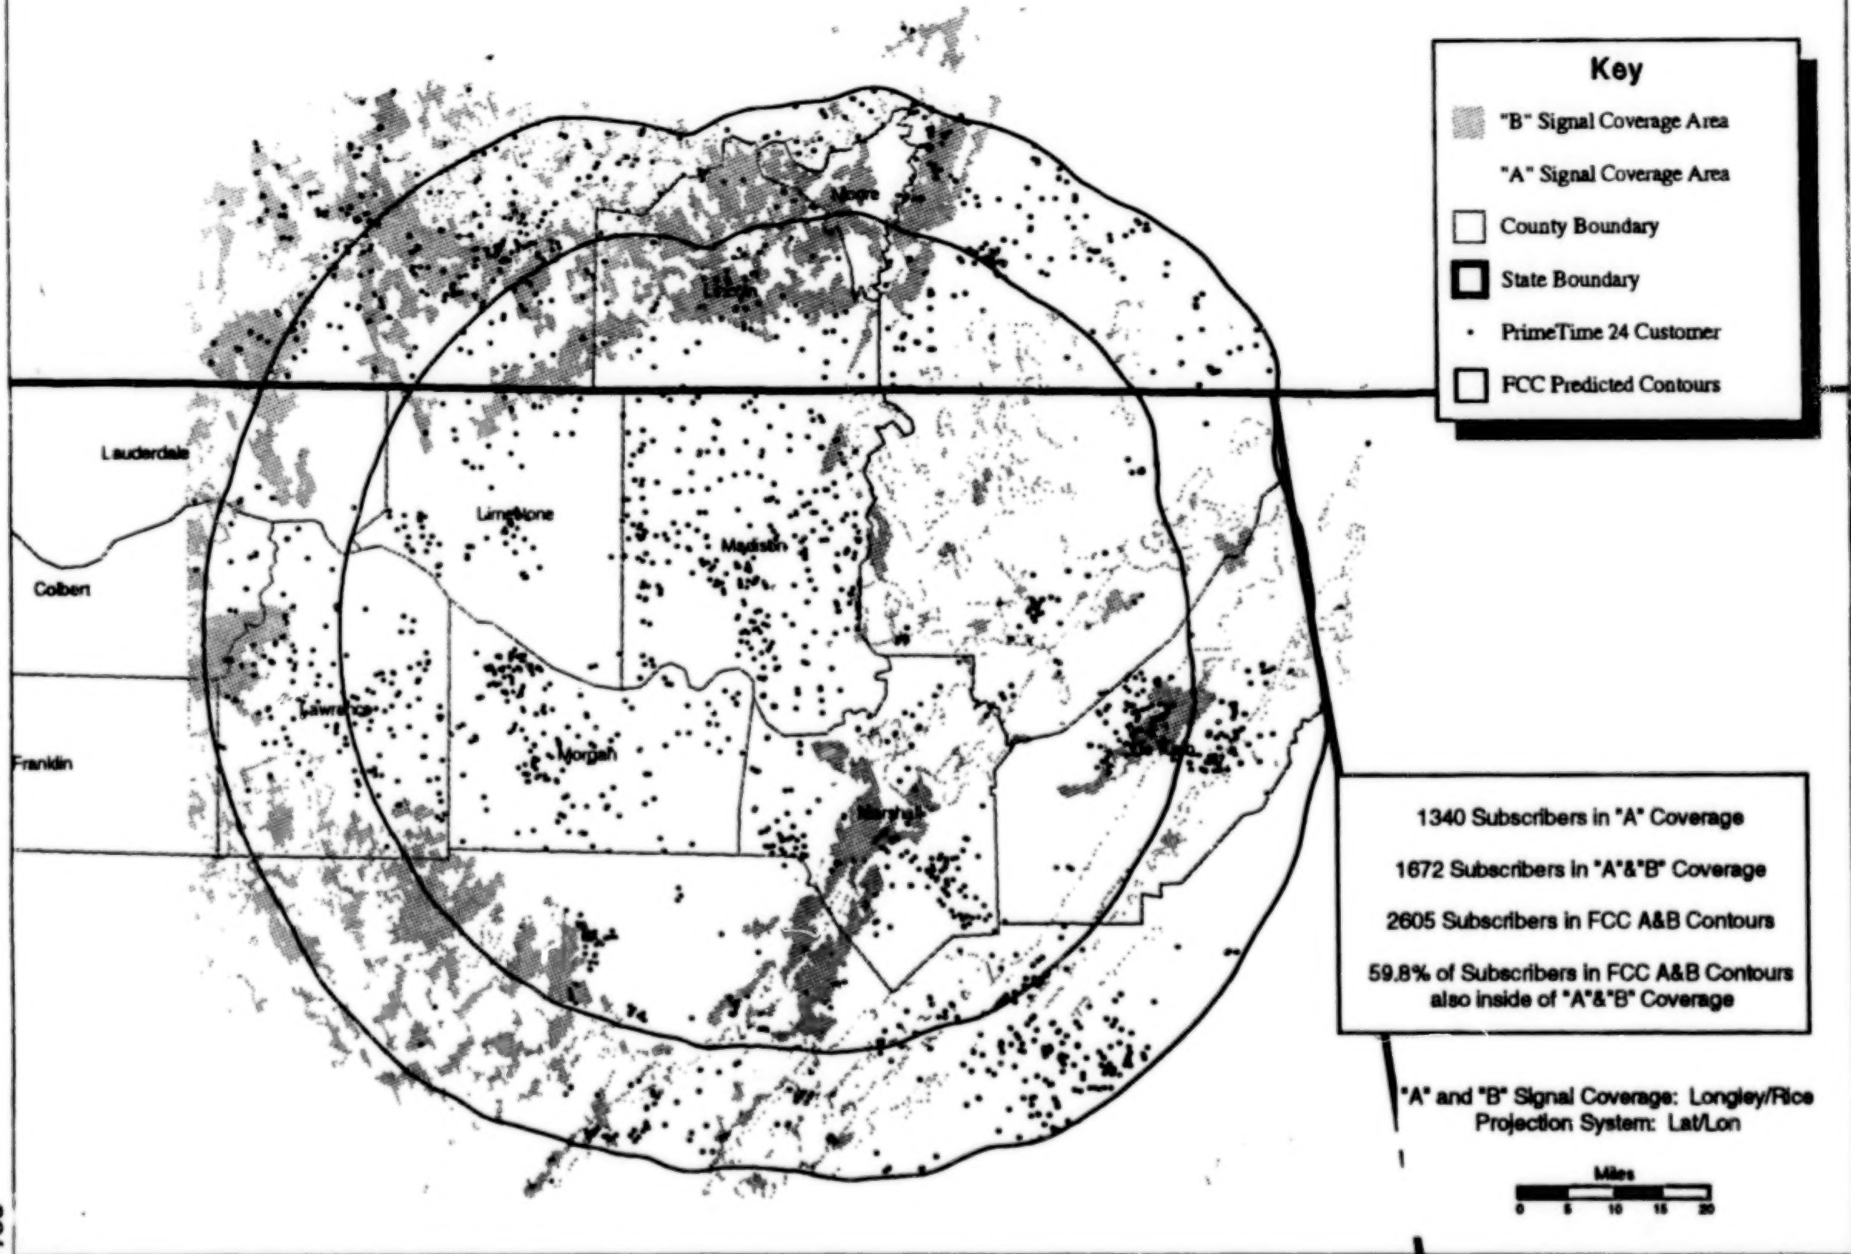 Key
"B" Signal Coverage Area
"A" Signal Coverage Area
County Boundary
State Boundary
PrimeTime 24 Customer
FCC Predicted Contours
Moore
Lincoln
Lauderdale
Limestone
Madison
Colbert
Lawrence
Franklin
Morgan
De Kalb
Marshall
1340 Subscribers in "A" Coverage
1672 Subscribers in "A"&"B" Coverage
2605 Subscribers in FCC A&B Contours
59.8% of Subscribers in FCC A&B Contours
also inside of "A"&"B" Coverage
"A" and "B" Signal Coverage: Longley/Rice
Projection System: Lat/Lon
Miles
0 5 10 15 20